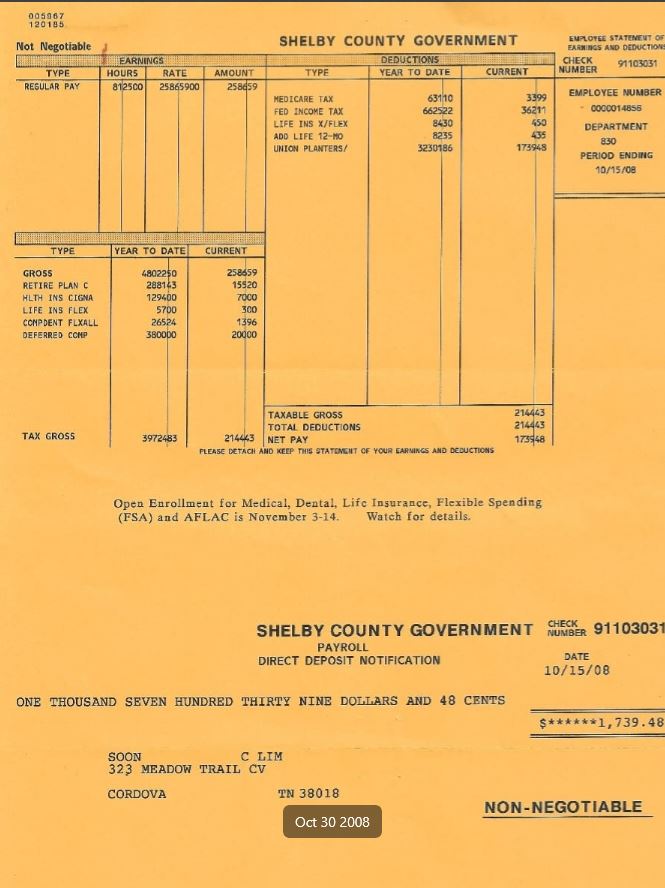 005967
120185
Not Negotiable
SHELBY COUNTY GOVERNMENT
EMPLOYEE STATEMENT OF
EARNINGS AND DEDUCTIONS
CHECK
NUMBER 91103031
EARNINGS
TYPE HOURS RATE AMOUNT
REGULAR PAY 812500 25865900 258659
DEDUCTIONS
TYPE YEAR TO DATE CURRENT
MEDICARE TAX 63110 3399
FED INCOME TAX 662522 36211
LIFE INS X/FLEX 8430 450
ADD LIFE 12-MO 8235 435
UNION PLANTERS/ 3230186 173948
EMPLOYEE NUMBER
0000014856
DEPARTMENT
830
PERIOD ENDING
10/15/08
TYPE YEAR TO DATE CURRENT
GROSS 4802250 258659
RETIRE PLAN C 288143 15520
HLTH INS CIGNA 129400 7000
LIFE INS FLEX 5700 300
COMPDENT FLXALL 26524 1396
DEFERRED COMP 380000 20000
TAX GROSS 3972483 214443
TAXABLE GROSS 214443
TOTAL DEDUCTIONS 214443
NET PAY 173948
PLEASE DETACH AND KEEP THIS STATEMENT OF YOUR EARNINGS AND DEDUCTIONS
Open Enrollment for Medical, Dental, Life Insurance, Flexible Spending
(FSA) and AFLAC is November 3-14. Watch for details.
SHELBY COUNTY GOVERNMENT
CHECK
NUMBER 91103031
PAYROLL
DIRECT DEPOSIT NOTIFICATION
DATE
10/15/08
ONE THOUSAND SEVEN HUNDRED THIRTY NINE DOLLARS AND 48 CENTS
$******1,739.48
SOON C LIM
323 MEADOW TRAIL CV
CORDOVA TN 38018
NON-NEGOTIABLE
Oct 30 2008